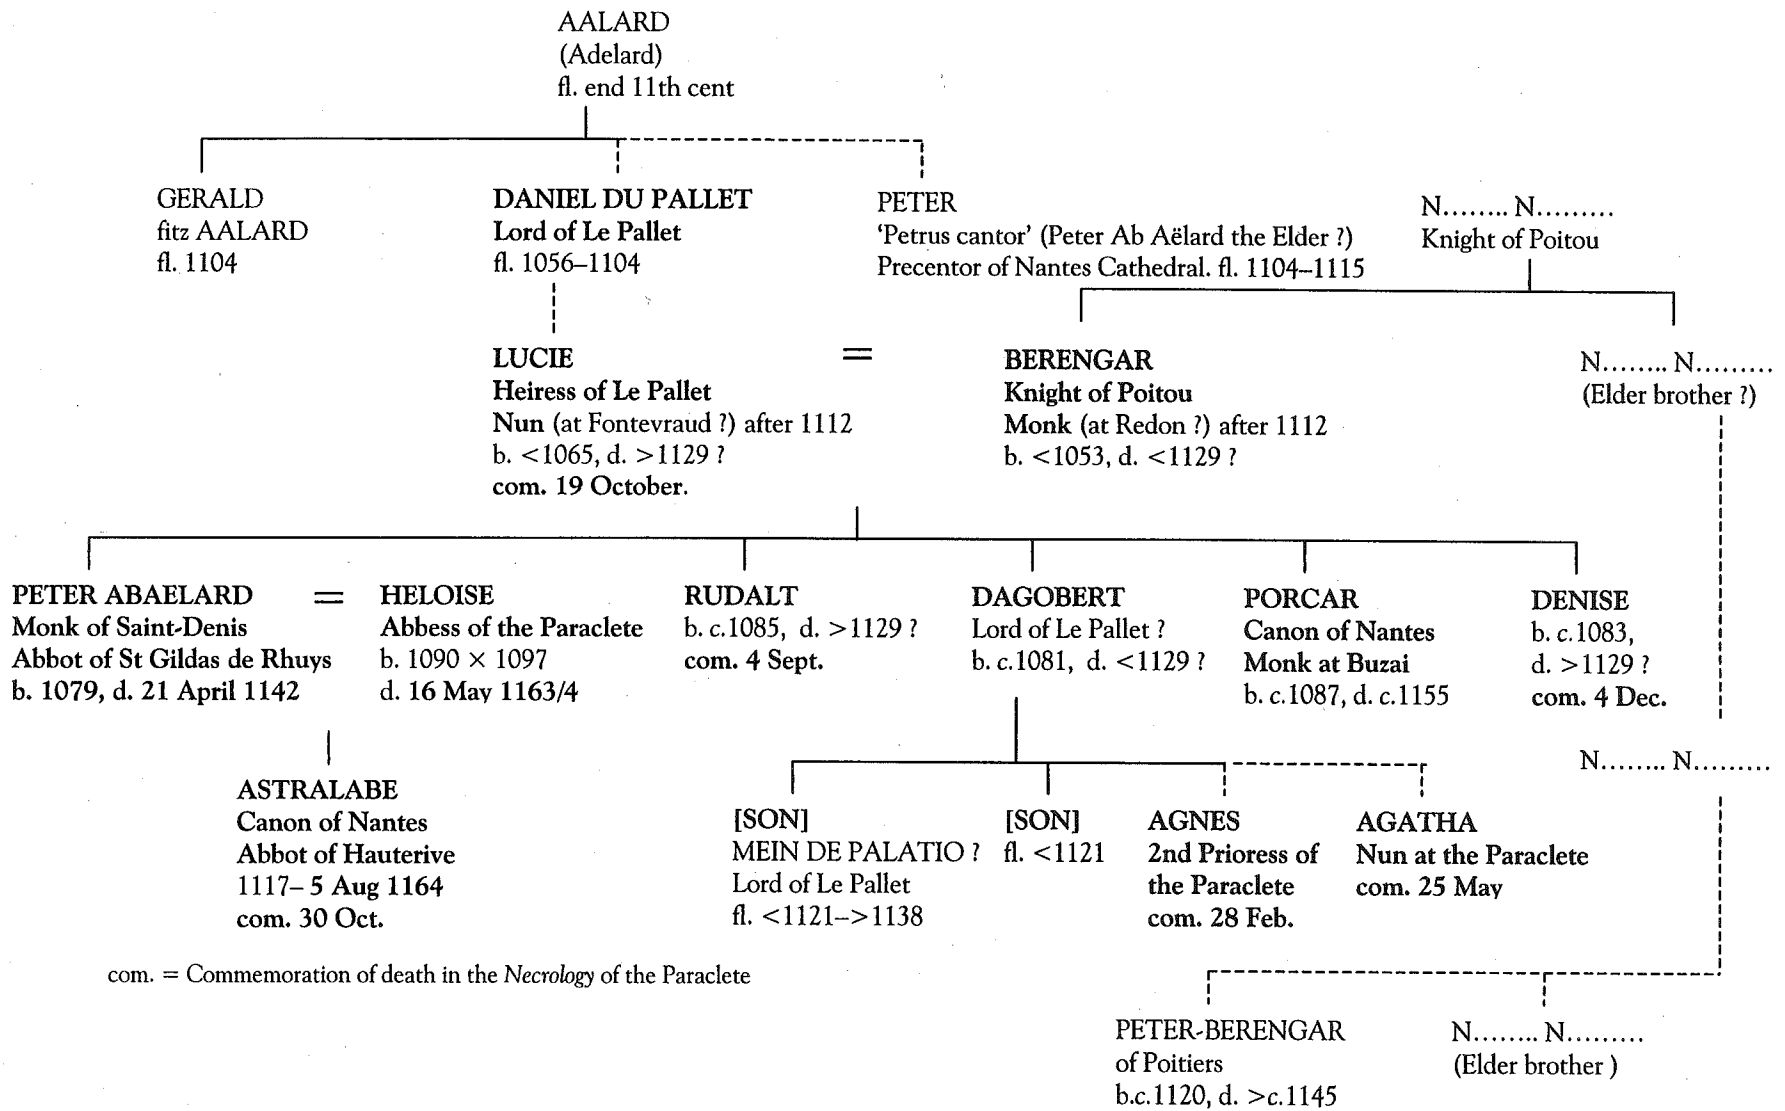 AALARD
(Adelard)
fl. end 11th cent
GERALD
fitz AALARD
fl. 1104
DANIEL DU PALLET
Lord of Le Pallet
fl. 1056–1104
PETER
‘Petrus cantor’ (Peter Ab Aëlard the Elder ?)
Precentor of Nantes Cathedral. fl. 1104–1115
N........ N.........
Knight of Poitou
LUCIE
Heiress of Le Pallet
Nun (at Fontevraud ?) after 1112
b. <1065, d. >1129 ?
com. 19 October.
=
BERENGAR
Knight of Poitou
Monk (at Redon ?) after 1112
b. <1053, d. <1129 ?
N........ N.........
(Elder brother ?)
PETER ABAELARD
Monk of Saint-Denis
Abbot of St Gildas de Rhuys
b. 1079, d. 21 April 1142
=
HELOISE
Abbess of the Paraclete
b. 1090 × 1097
d. 16 May 1163/4
RUDALT
b. c.1085, d. >1129 ?
com. 4 Sept.
DAGOBERT
Lord of Le Pallet ?
b. c.1081, d. <1129 ?
PORCAR
Canon of Nantes
Monk at Buzai
b. c.1087, d. c.1155
DENISE
b. c.1083,
d. >1129 ?
com. 4 Dec.
ASTRALABE
Canon of Nantes
Abbot of Hauterive
1117– 5 Aug 1164
com. 30 Oct.
[SON]
MEIN DE PALATIO ?
Lord of Le Pallet
fl. <1121–>1138
[SON]
fl. <1121
AGNES
2nd Prioress of
the Paraclete
com. 28 Feb.
AGATHA
Nun at the Paraclete
com. 25 May
N........ N.........
com. = Commemoration of death in the Necrology of the Paraclete
PETER-BERENGAR
of Poitiers
b.c.1120, d. >c.1145
N........ N.........
(Elder brother )